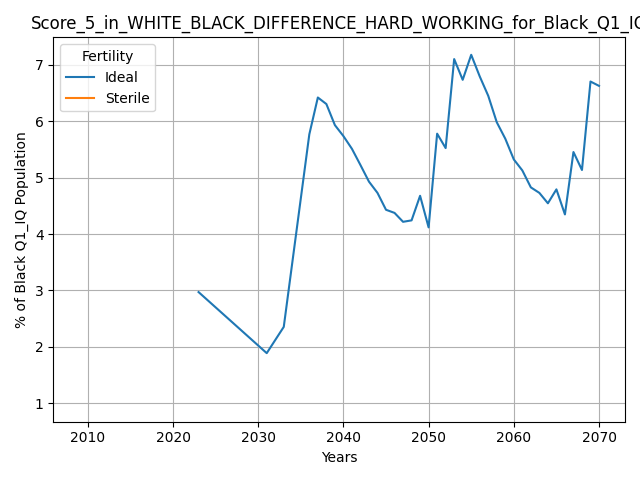 Score_5_in_WHITE_BLACK_DIFFERENCE_HARD_WORKING_for_Black_Q1_IQ
Fertility
Ideal
Sterile
7
6
5
4
3
2
1
% of Black Q1_IQ Population
2010 2020 2030 2040 2050 2060 2070
Years